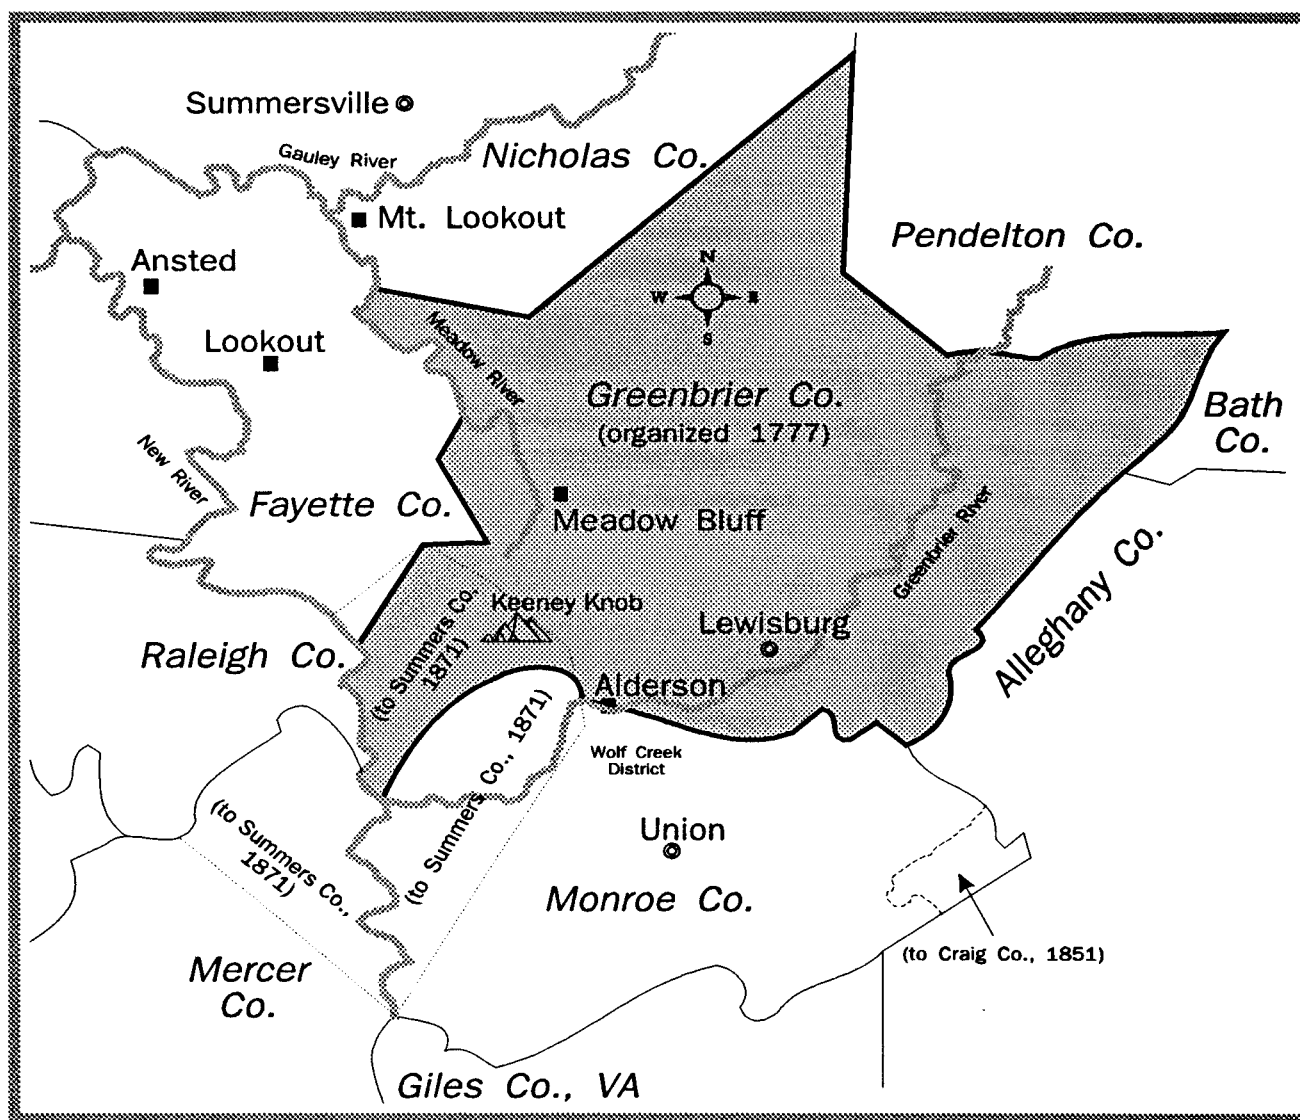 Summersville
Gauley River
Nicholas Co.
Mt. Lookout
Pendelton Co.
Ansted
N
W
E
S
Lookout
Meadow River
Greenbrier Co.
(organized 1777)
Bath
Co.
New River
Fayette Co.
Meadow Bluff
Greenbrier River
Alleghany Co.
Keeney Knob
Lewisburg
Raleigh Co.
(to Summers Co.
1871)
Alderson
Wolf Creek
District
(to Summers Co.,
1871)
(to Summers Co., 1871)
Union
Monroe Co.
(to Craig Co., 1851)
Mercer
Co.
Giles Co., VA